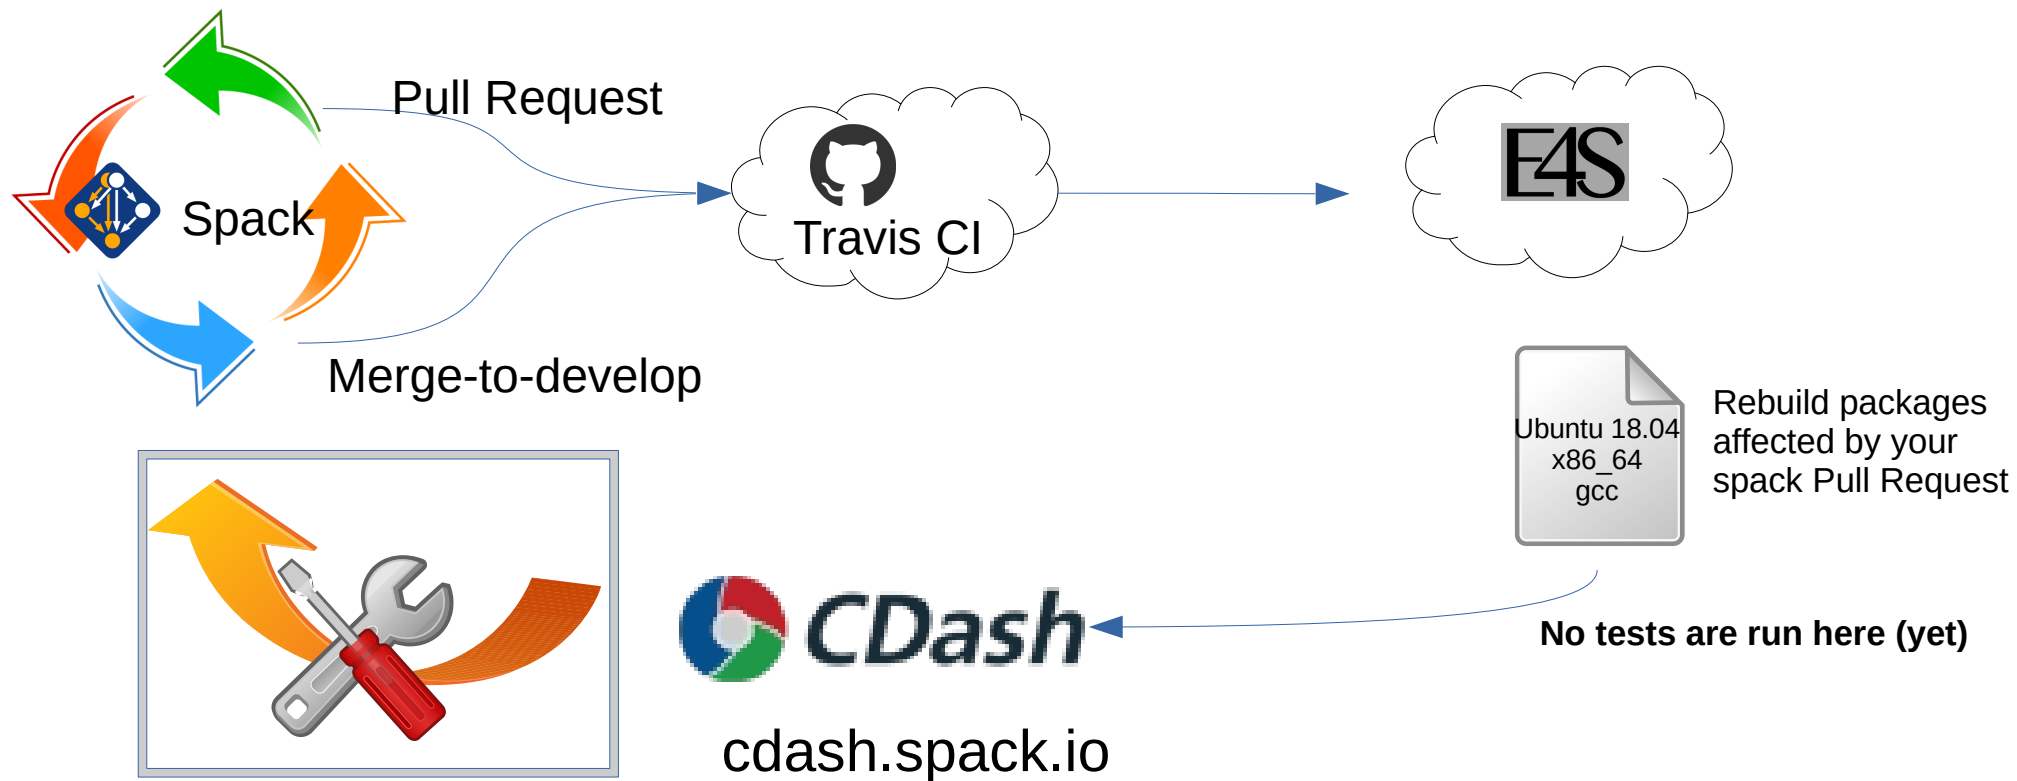 Pull Request
Spack
Travis CI
Merge-to-develop
E4S
Ubuntu 18.04
x86_64
gcc
Rebuild packages
affected by your
spack Pull Request
CDash
No tests are run here (yet)
cdash.spack.io